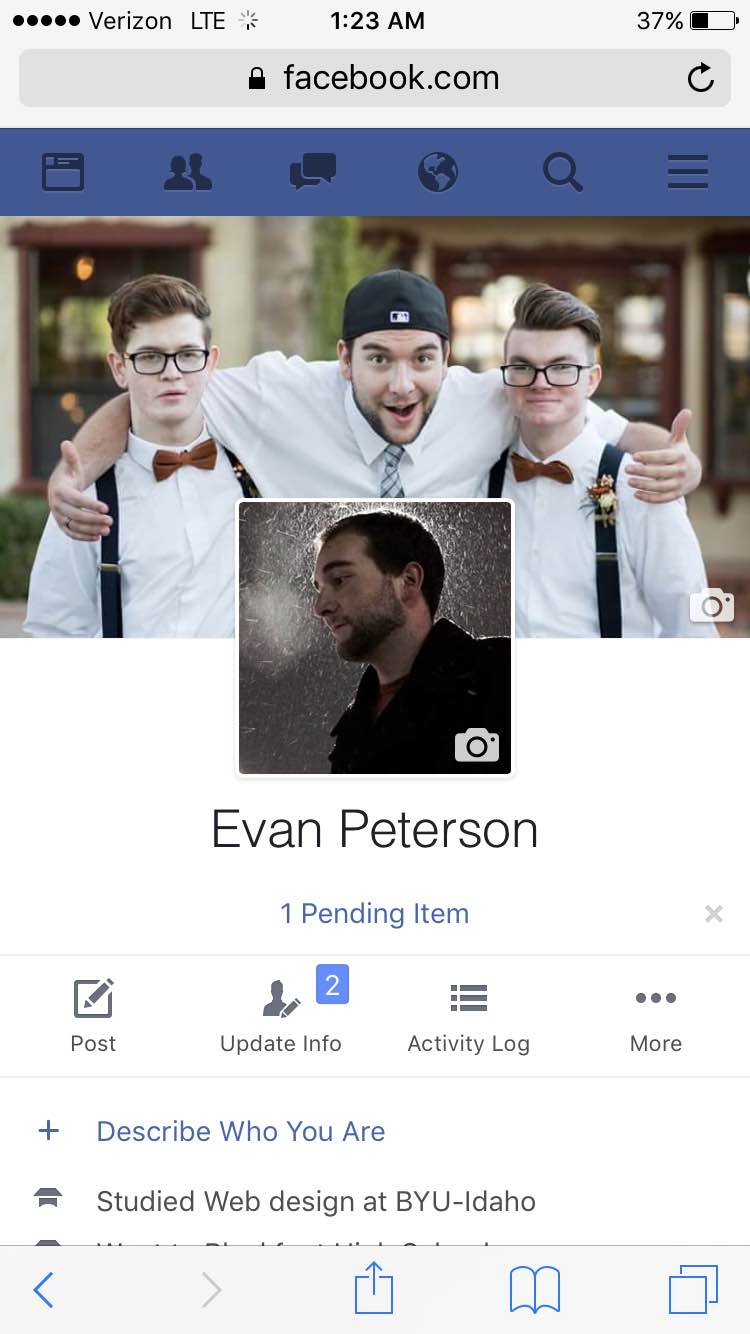 Verizon LTE 1:23 AM 37%
facebook.com
Evan Peterson
1 Pending Item
2
Post Update Info Activity Log More
Describe Who You Are
Studied Web design at BYU-Idaho